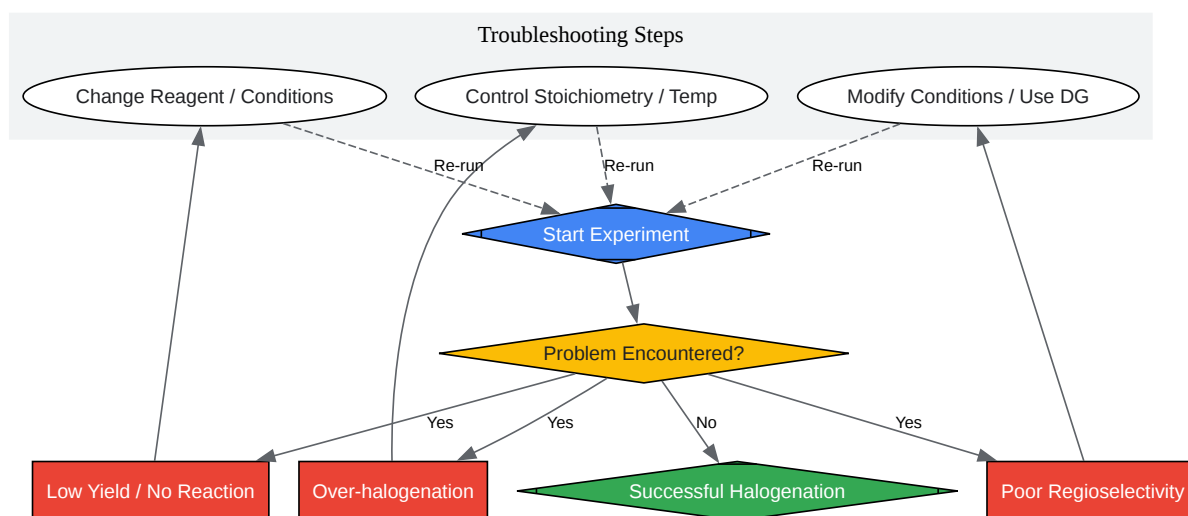 Troubleshooting Steps
Change Reagent / Conditions
Control Stoichiometry / Temp
Modify Conditions / Use DG
Re-run
Re-run
Re-run
Start Experiment
Problem Encountered?
Yes
Yes
No
Yes
Low Yield / No Reaction
Over-halogenation
Successful Halogenation
Poor Regioselectivity